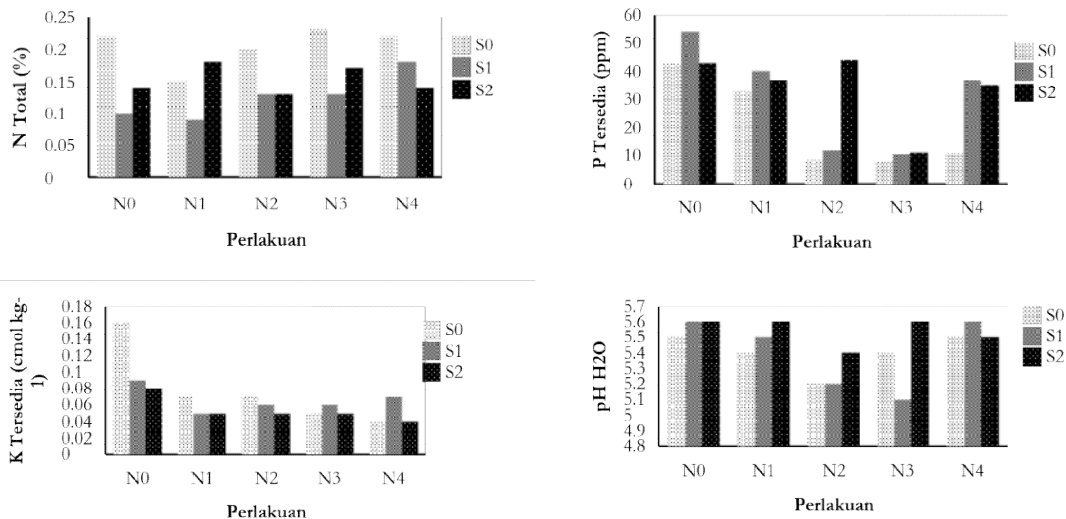 N Total (%)
0.25
0.2
0.15
0.1
0.05
0
N0 N1 N2 N3 N4
Perlakuan
S0
S1
S2
P Tersedia (ppm)
60
50
40
30
20
10
0
N0 N1 N2 N3 N4
Perlakuan
S0
S1
S2
K Tersedia (cmol kg-
1)
0.18
0.16
0.14
0.12
0.1
0.08
0.06
0.04
0.02
0
N0 N1 N2 N3 N4
Perlakuan
S0
S1
S2
pH H2O
5.7
5.6
5.5
5.4
5.3
5.2
5.1
5
4.9
4.8
N0 N1 N2 N3 N4
Perlakuan
S0
S1
S2